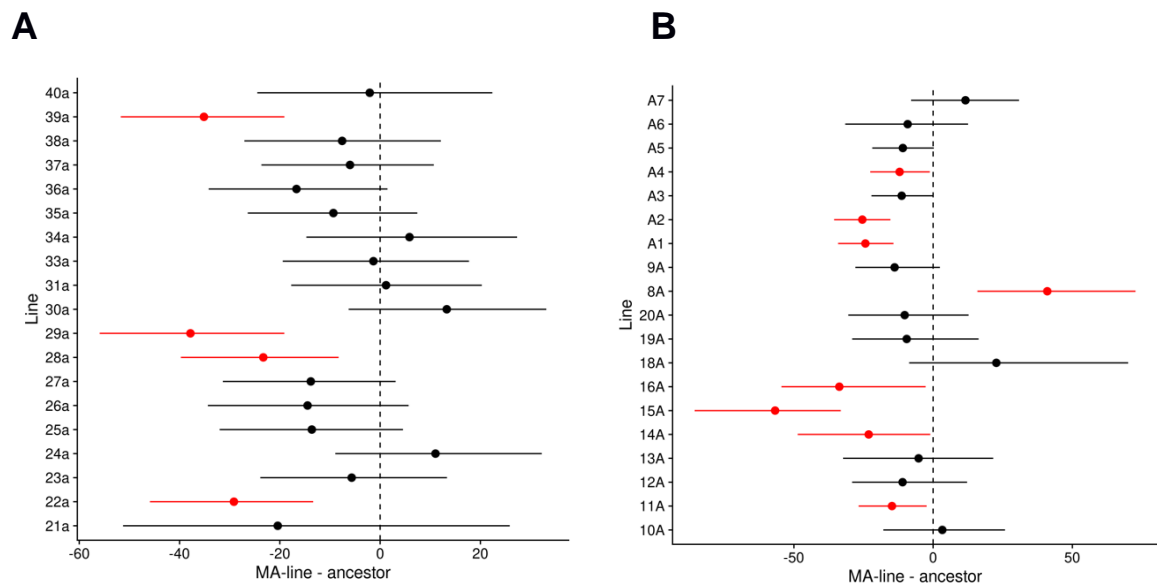 A
40a
39a
38a
37a
36a
35a
34a
33a
31a
30a
29a
28a
27a
26a
25a
24a
23a
22a
21a
Line
-60
-40
-20
0
20
MA-line - ancestor
B
A7
A6
A5
A4
A3
A2
A1
9A
8A
20A
19A
18A
16A
15A
14A
13A
12A
11A
10A
Line
-50
0
50
MA-line - ancestor